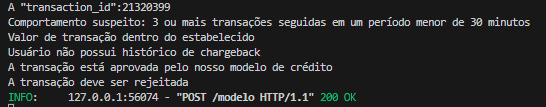 A "transaction_id":21320399
Comportamento suspeito: 3 ou mais transações seguidas em um período menor de 30 minutos
Valor de transação dentro do estabelecido
Usuário não possui histórico de chargeback
A transação está aprovada pelo nosso modelo de crédito
A transação deve ser rejeitada
INFO:     127.0.0.1:56074 - "POST /modelo HTTP/1.1" 200 OK